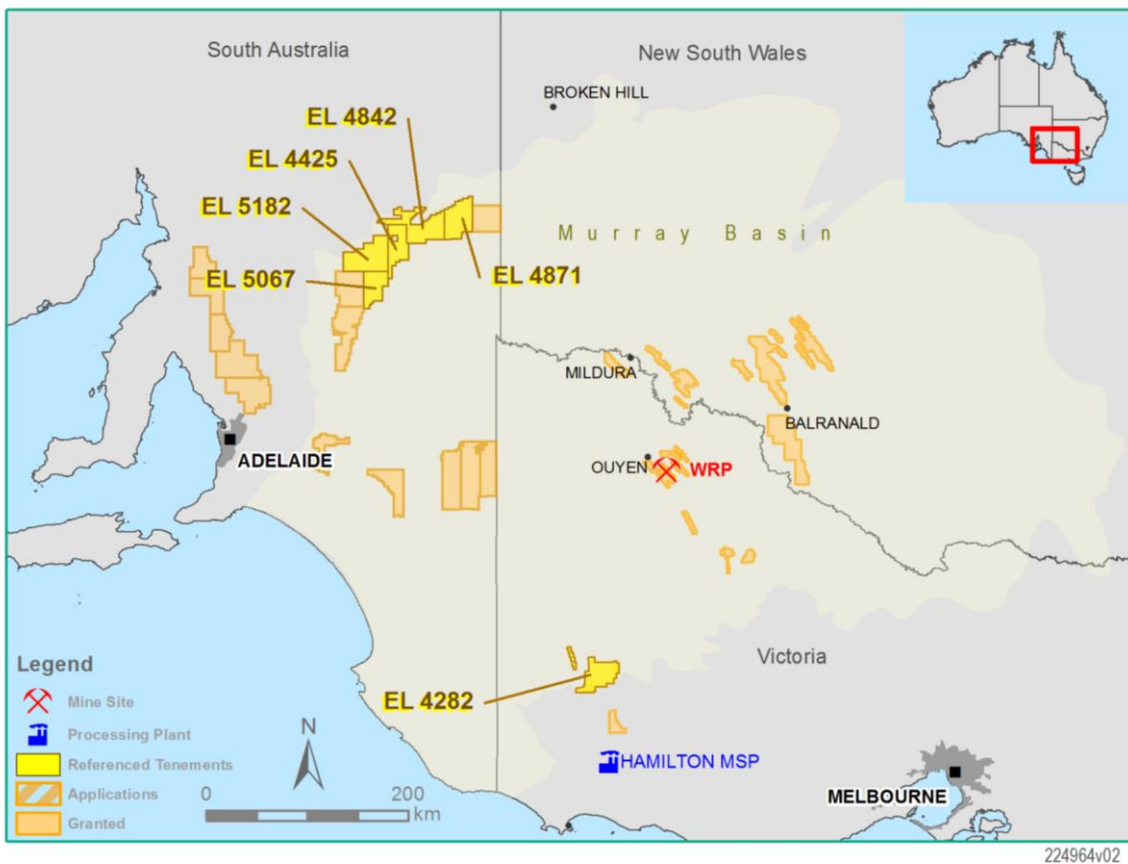 South Australia
New South Wales
BROKEN HILL
EL 4842
EL 4425
EL 5182
EL 5067
EL 4871
Murray Basin
MILDURA
BALRANALD
OUYEN
WRP
ADELAIDE
Victoria
EL 4282
HAMILTON MSP
MELBOURNE
Legend
Mine Site
Processing Plant
Referenced Tenements
Applications
Granted
N
0 200
km
224964v02